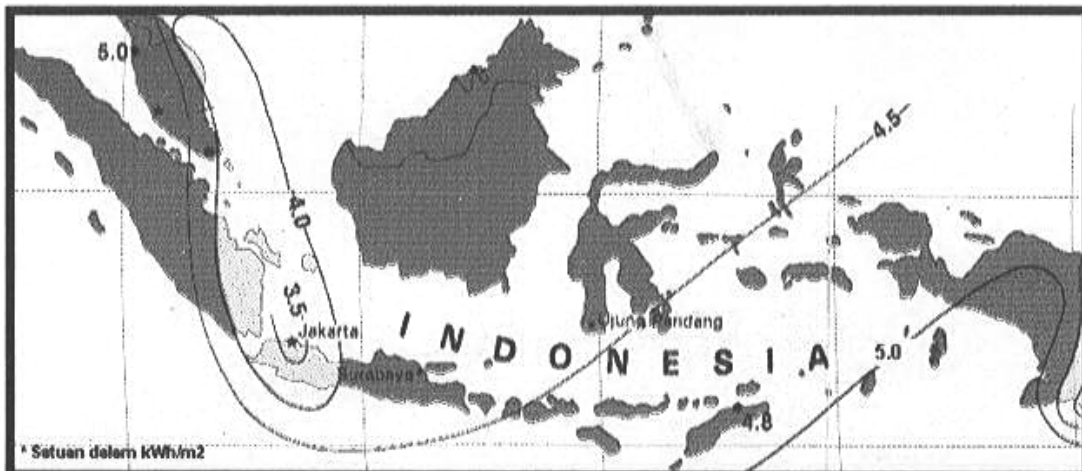 5.0
4.5
4.0
3.5
Jakarta
Ujung Pandang
INDONESIA
5.0
Surabaya
4.8
* Satuan dalam kWh/m2